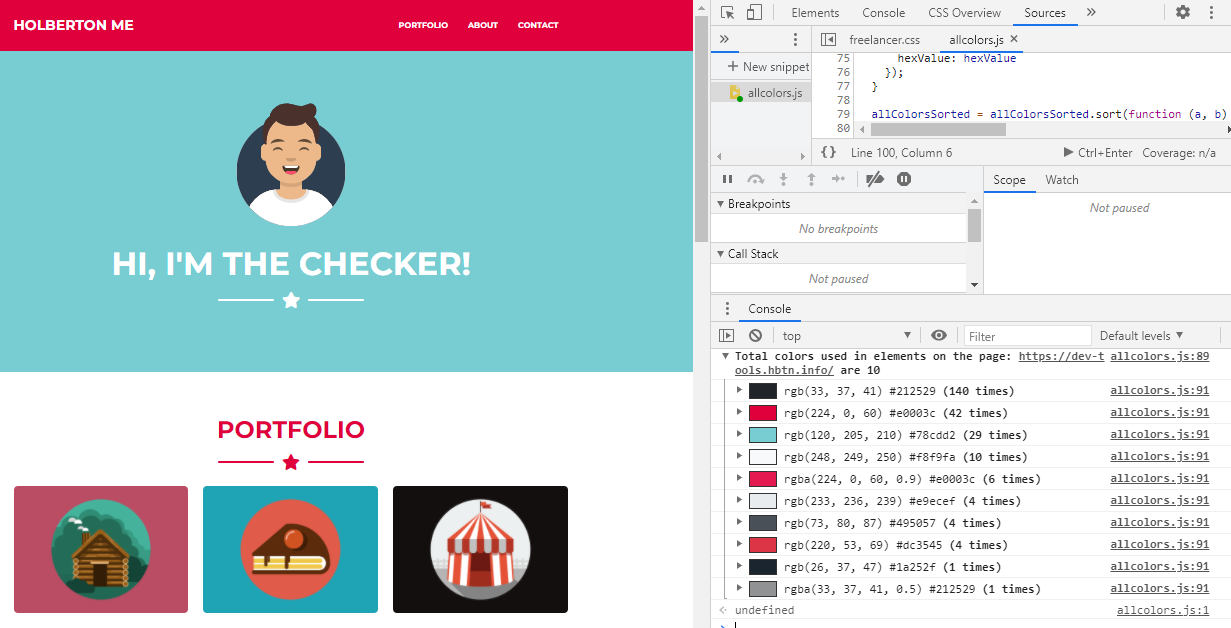 HOLBERTON ME
PORTFOLIO ABOUT CONTACT
HI, I'M THE CHECKER!
PORTFOLIO
Elements Console CSS Overview Sources »
» freelancer.css allcolors.js ×
+ New snippet
allcolors.js
75 hexValue: hexValue
76 });
77 }
78
79 allColorsSorted = allColorsSorted.sort(function (a, b)
80
{} Line 100, Column 6 Ctrl+Enter Coverage: n/a
Scope Watch
Not paused
Breakpoints
No breakpoints
Call Stack
Not paused
Console
top Filter Default levels
Total colors used in elements on the page: https://dev-t allcolors.js:89
ools.hbtn.info/ are 10
rgb(33, 37, 41) #212529 (140 times) allcolors.js:91
rgb(224, 0, 60) #e0003c (42 times) allcolors.js:91
rgb(120, 205, 210) #78cdd2 (29 times) allcolors.js:91
rgb(248, 249, 250) #f8f9fa (10 times) allcolors.js:91
rgba(224, 0, 60, 0.9) #e0003c (6 times) allcolors.js:91
rgb(233, 236, 239) #e9ecef (4 times) allcolors.js:91
rgb(73, 80, 87) #495057 (4 times) allcolors.js:91
rgb(220, 53, 69) #dc3545 (4 times) allcolors.js:91
rgb(26, 37, 47) #1a252f (1 times) allcolors.js:91
rgba(33, 37, 41, 0.5) #212529 (1 times) allcolors.js:91
undefined allcolors.js:1